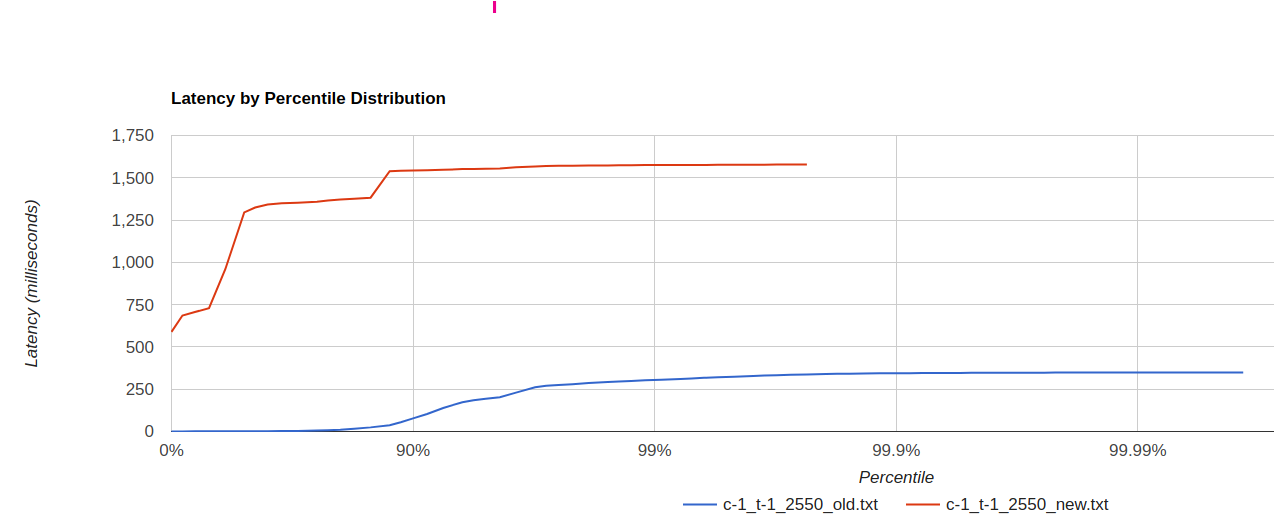 Latency by Percentile Distribution
Latency (milliseconds)
1,750
1,500
1,250
1,000
750
500
250
0
0% 90% 99% 99.9% 99.99%
Percentile
c-1_t-1_2550_old.txt c-1_t-1_2550_new.txt